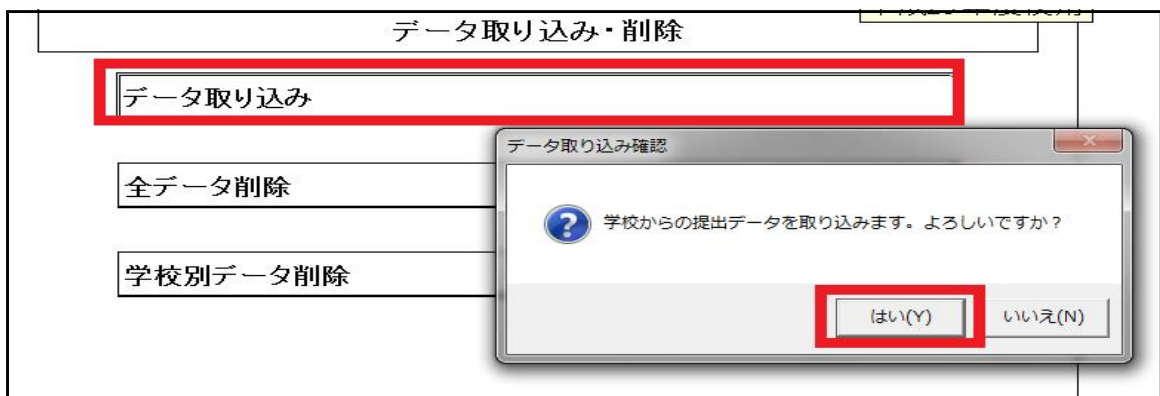 データ取り込み・削除
データ取り込み
データ取り込み確認
全データ削除
学校からの提出データを取り込みます。よろしいですか?
学校別データ削除
はい(Y)
いいえ(N)